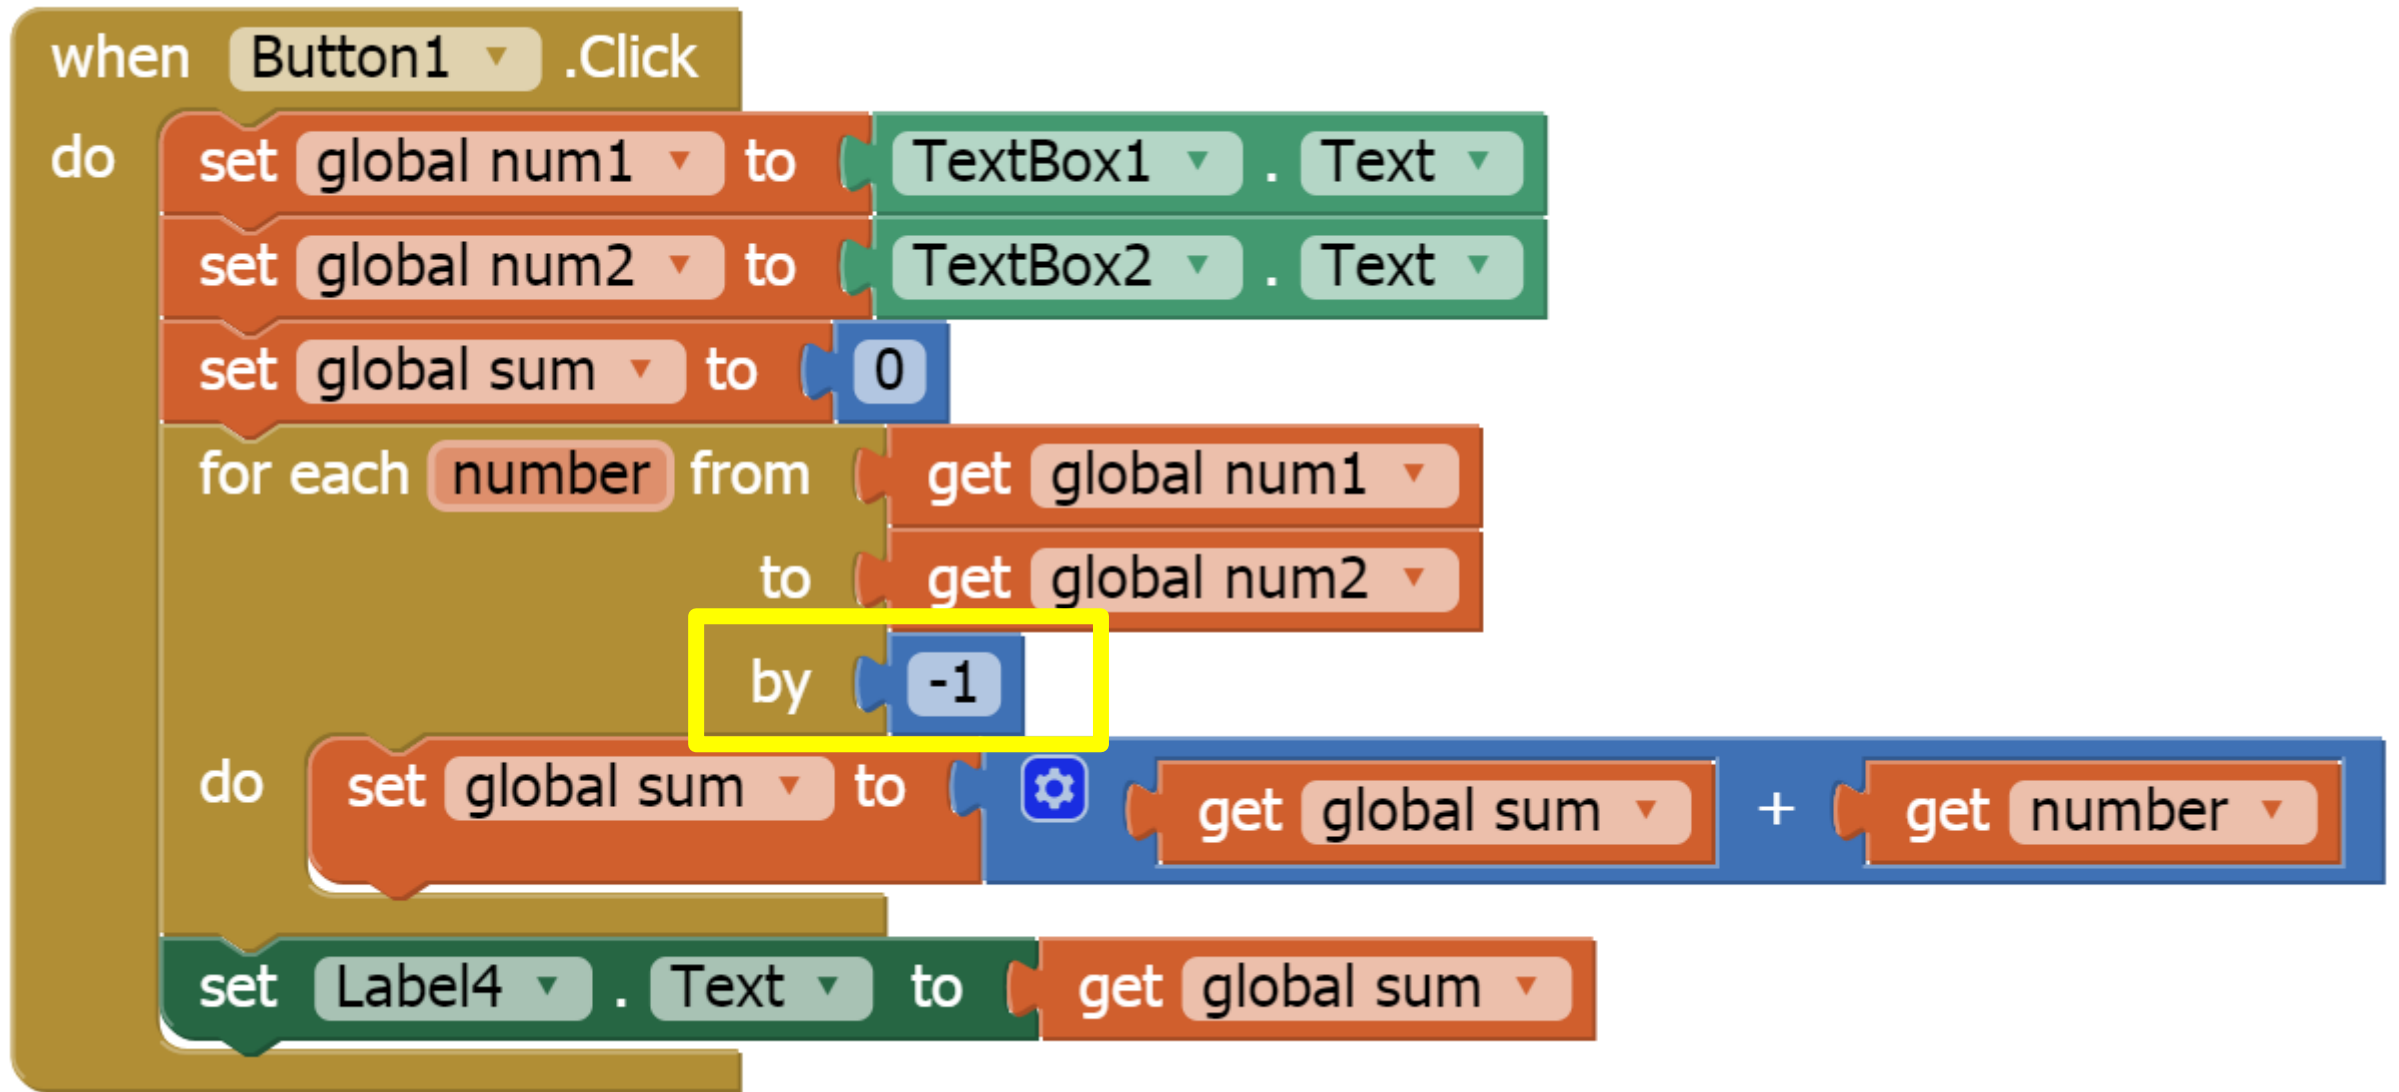 when Button1 .Click
do set global num1 to TextBox1 . Text
set global num2 to TextBox2 . Text
set global sum to 0
for each number from get global num1
to get global num2
by -1
do set global sum to get global sum + get number
set Label4 . Text to get global sum